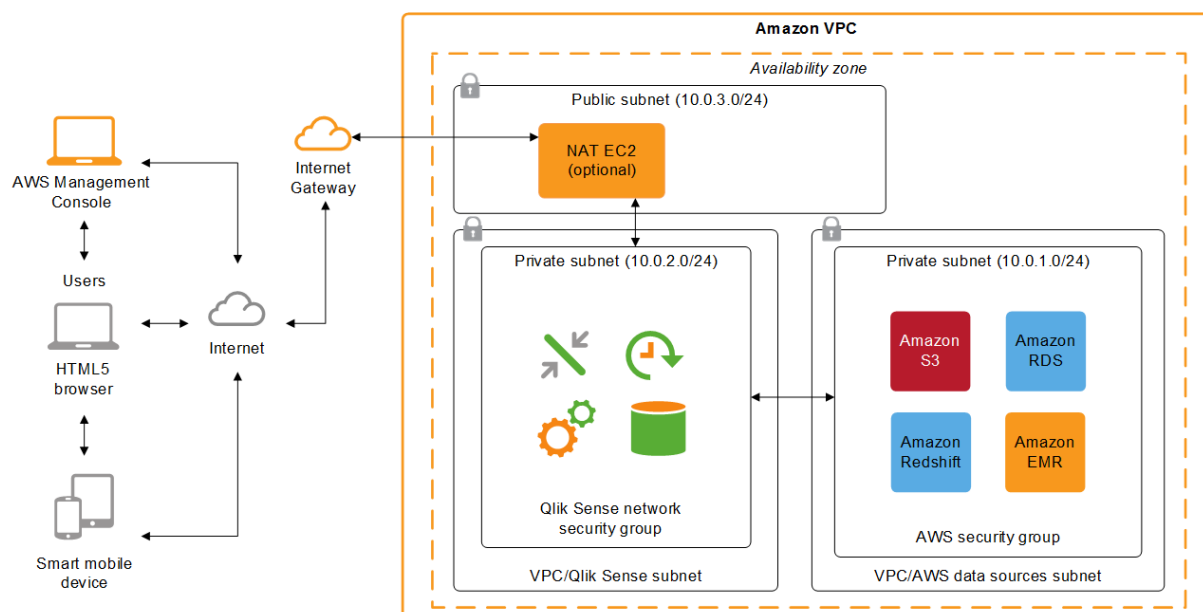 Amazon VPC
Availability zone
Public subnet (10.0.3.0/24)
NAT EC2
(optional)
Internet
Gateway
AWS Management
Console
Users
HTML5
browser
Internet
Smart mobile
device
Private subnet (10.0.2.0/24)
Qlik Sense network
security group
VPC/Qlik Sense subnet
Private subnet (10.0.1.0/24)
Amazon
S3
Amazon
RDS
Amazon
Redshift
Amazon
EMR
AWS security group
VPC/AWS data sources subnet